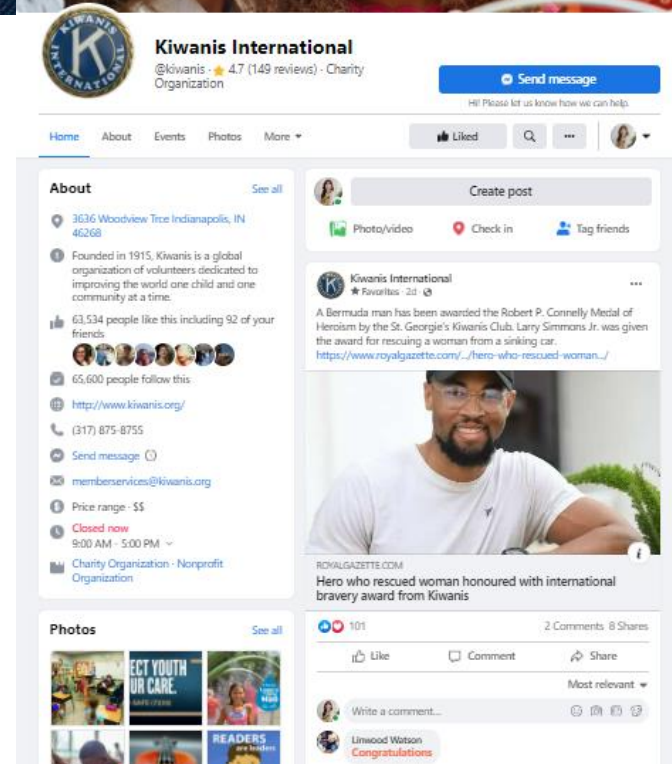 KIWANIS
K
INTERNATIONAL
Kiwanis International
@kiwanis · 4.7 (149 reviews) · Charity
Organization
Send message
Hi! Please let us know how we can help.
Home About Events Photos More
Liked
About See all
3636 Woodview Trce Indianapolis, IN
46268
Founded in 1915, Kiwanis is a global
organization of volunteers dedicated to
improving the world one child and one
community at a time.
63,534 people like this including 92 of your
friends
65,600 people follow this
http://www.kiwanis.org/
(317) 875-8755
Send message
memberservices@kiwanis.org
Price range · $$
Closed now
9:00 AM - 5:00 PM
Charity Organization · Nonprofit
Organization
Photos See all
ECT YOUTH
UR CARE.
READERS
are leaders
Create post
Photo/video Check in Tag friends
Kiwanis International
Favorites · 2d ·
A Bermuda man has been awarded the Robert P. Connelly Medal of
Heroism by the St. Georgie's Kiwanis Club. Larry Simmons Jr. was given
the award for rescuing a woman from a sinking car.
https://www.royalgazette.com/.../hero-who-rescued-woman.../
ROYALGAZETTE.COM
Hero who rescued woman honoured with international
bravery award from Kiwanis
101 2 Comments 8 Shares
Like Comment Share
Most relevant
Write a comment...
Linwood Watson
Congratulations